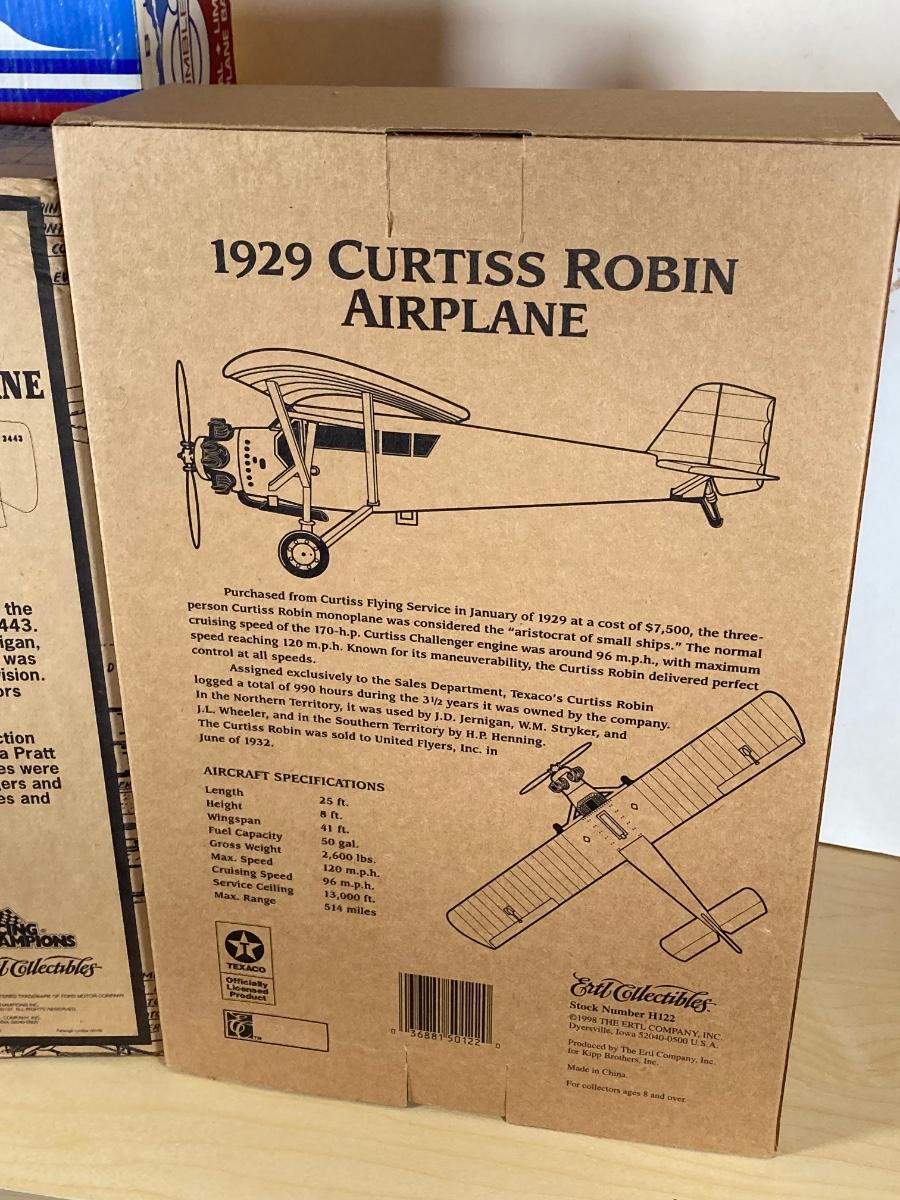 1929 CURTISS ROBIN
AIRPLANE
Purchased from Curtiss Flying Service in January of 1929 at a cost of $7,500, the three-
person Curtiss Robin monoplane was considered the "aristocrat of small ships." The normal
cruising speed of the 170-h.p. Curtiss Challenger engine was around 96 m.p.h., with maximum
speed reaching 120 m.p.h. Known for its maneuverability, the Curtiss Robin delivered perfect
control at all speeds.
Assigned exclusively to the Sales Department, Texaco's Curtiss Robin
logged a total of 990 hours during the 3 1/2 years it was owned by the company.
In the Northern Territory, it was used by J.D. Jernigan, W.M. Stryker, and
J.L. Wheeler, and in the Southern Territory by H.P. Henning.
The Curtiss Robin was sold to United Flyers, Inc. in
June of 1932.
AIRCRAFT SPECIFICATIONS
Length 25 ft.
Height 8 ft.
Wingspan 41 ft.
Fuel Capacity 50 gal.
Gross Weight 2,600 lbs.
Max. Speed 120 m.p.h.
Cruising Speed 96 m.p.h.
Service Ceiling 13,000 ft.
Max. Range 514 miles
T
TEXACO
Officially
Licensed
Product
TM
0 36881 50122 0
Ertl Collectibles™
Stock Number H122
©1998 THE ERTL COMPANY, INC.
Dyersville, Iowa 52040-0500 U.S.A.
Produced by The Ertl Company, Inc.
for Kipp Brothers, Inc.
Made in China.
For collectors ages 8 and over.
NE
3443
the
443.
igan,
was
vision.
ors
ction
a Pratt
es were
gers and
es and
CING
AMPIONS
Collectibles